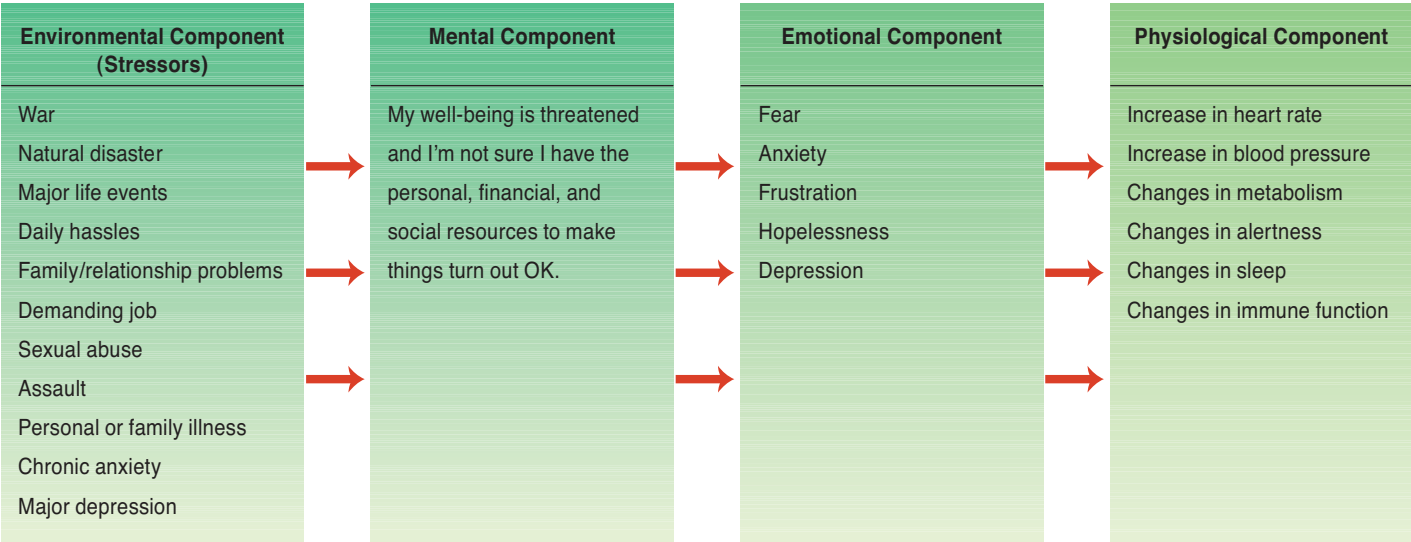 Environmental Component
(Stressors)
War
Natural disaster
Major life events
Daily hassles
Family/relationship problems
Demanding job
Sexual abuse
Assault
Personal or family illness
Chronic anxiety
Major depression
Mental Component
My well-being is threatened
and I’m not sure I have the
personal, financial, and
social resources to make
things turn out OK.
Emotional Component
Fear
Anxiety
Frustration
Hopelessness
Depression
Physiological Component
Increase in heart rate
Increase in blood pressure
Changes in metabolism
Changes in alertness
Changes in sleep
Changes in immune function